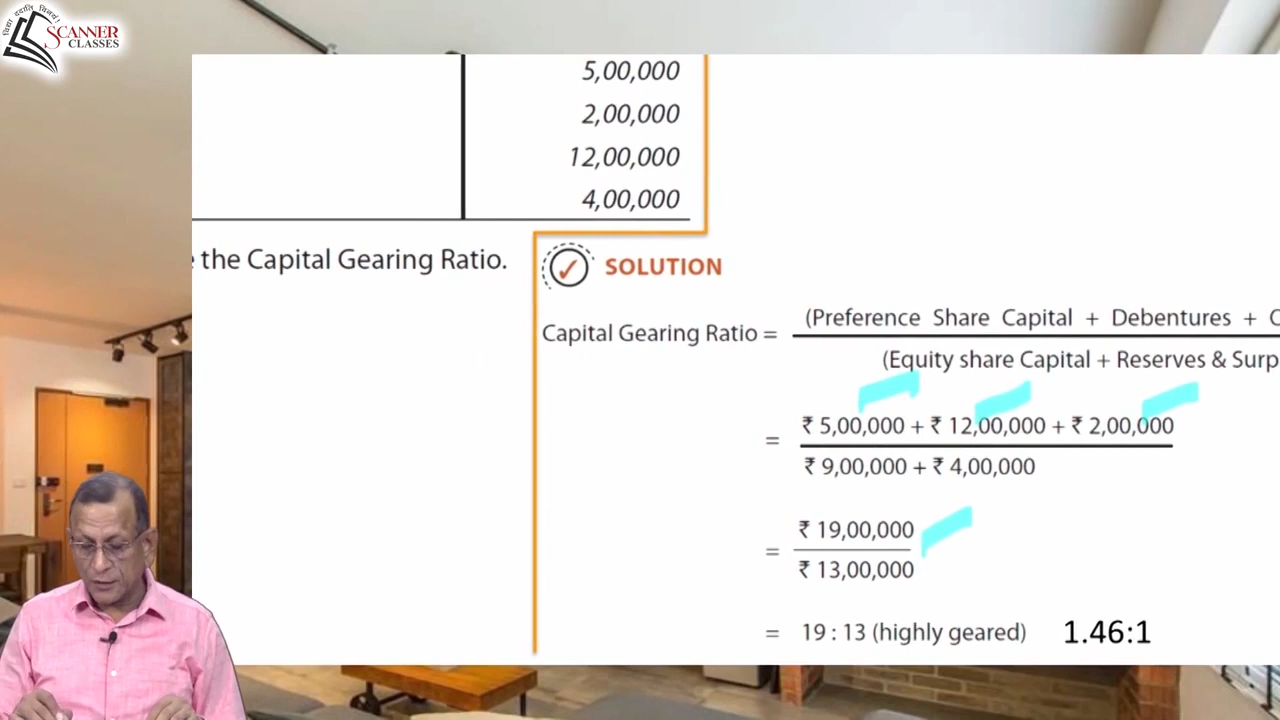 विद्या ददाति विनयं
SCANNER
CLASSES
5,00,000
2,00,000
12,00,000
4,00,000
the Capital Gearing Ratio.
SOLUTION
Capital Gearing Ratio =
(Preference Share Capital + Debentures +
(Equity share Capital + Reserves & Surp
= ₹ 5,00,000 + ₹ 12,00,000 + ₹ 2,00,000
₹ 9,00,000 + ₹ 4,00,000
= ₹ 19,00,000
₹ 13,00,000
= 19 : 13 (highly geared) 1.46:1